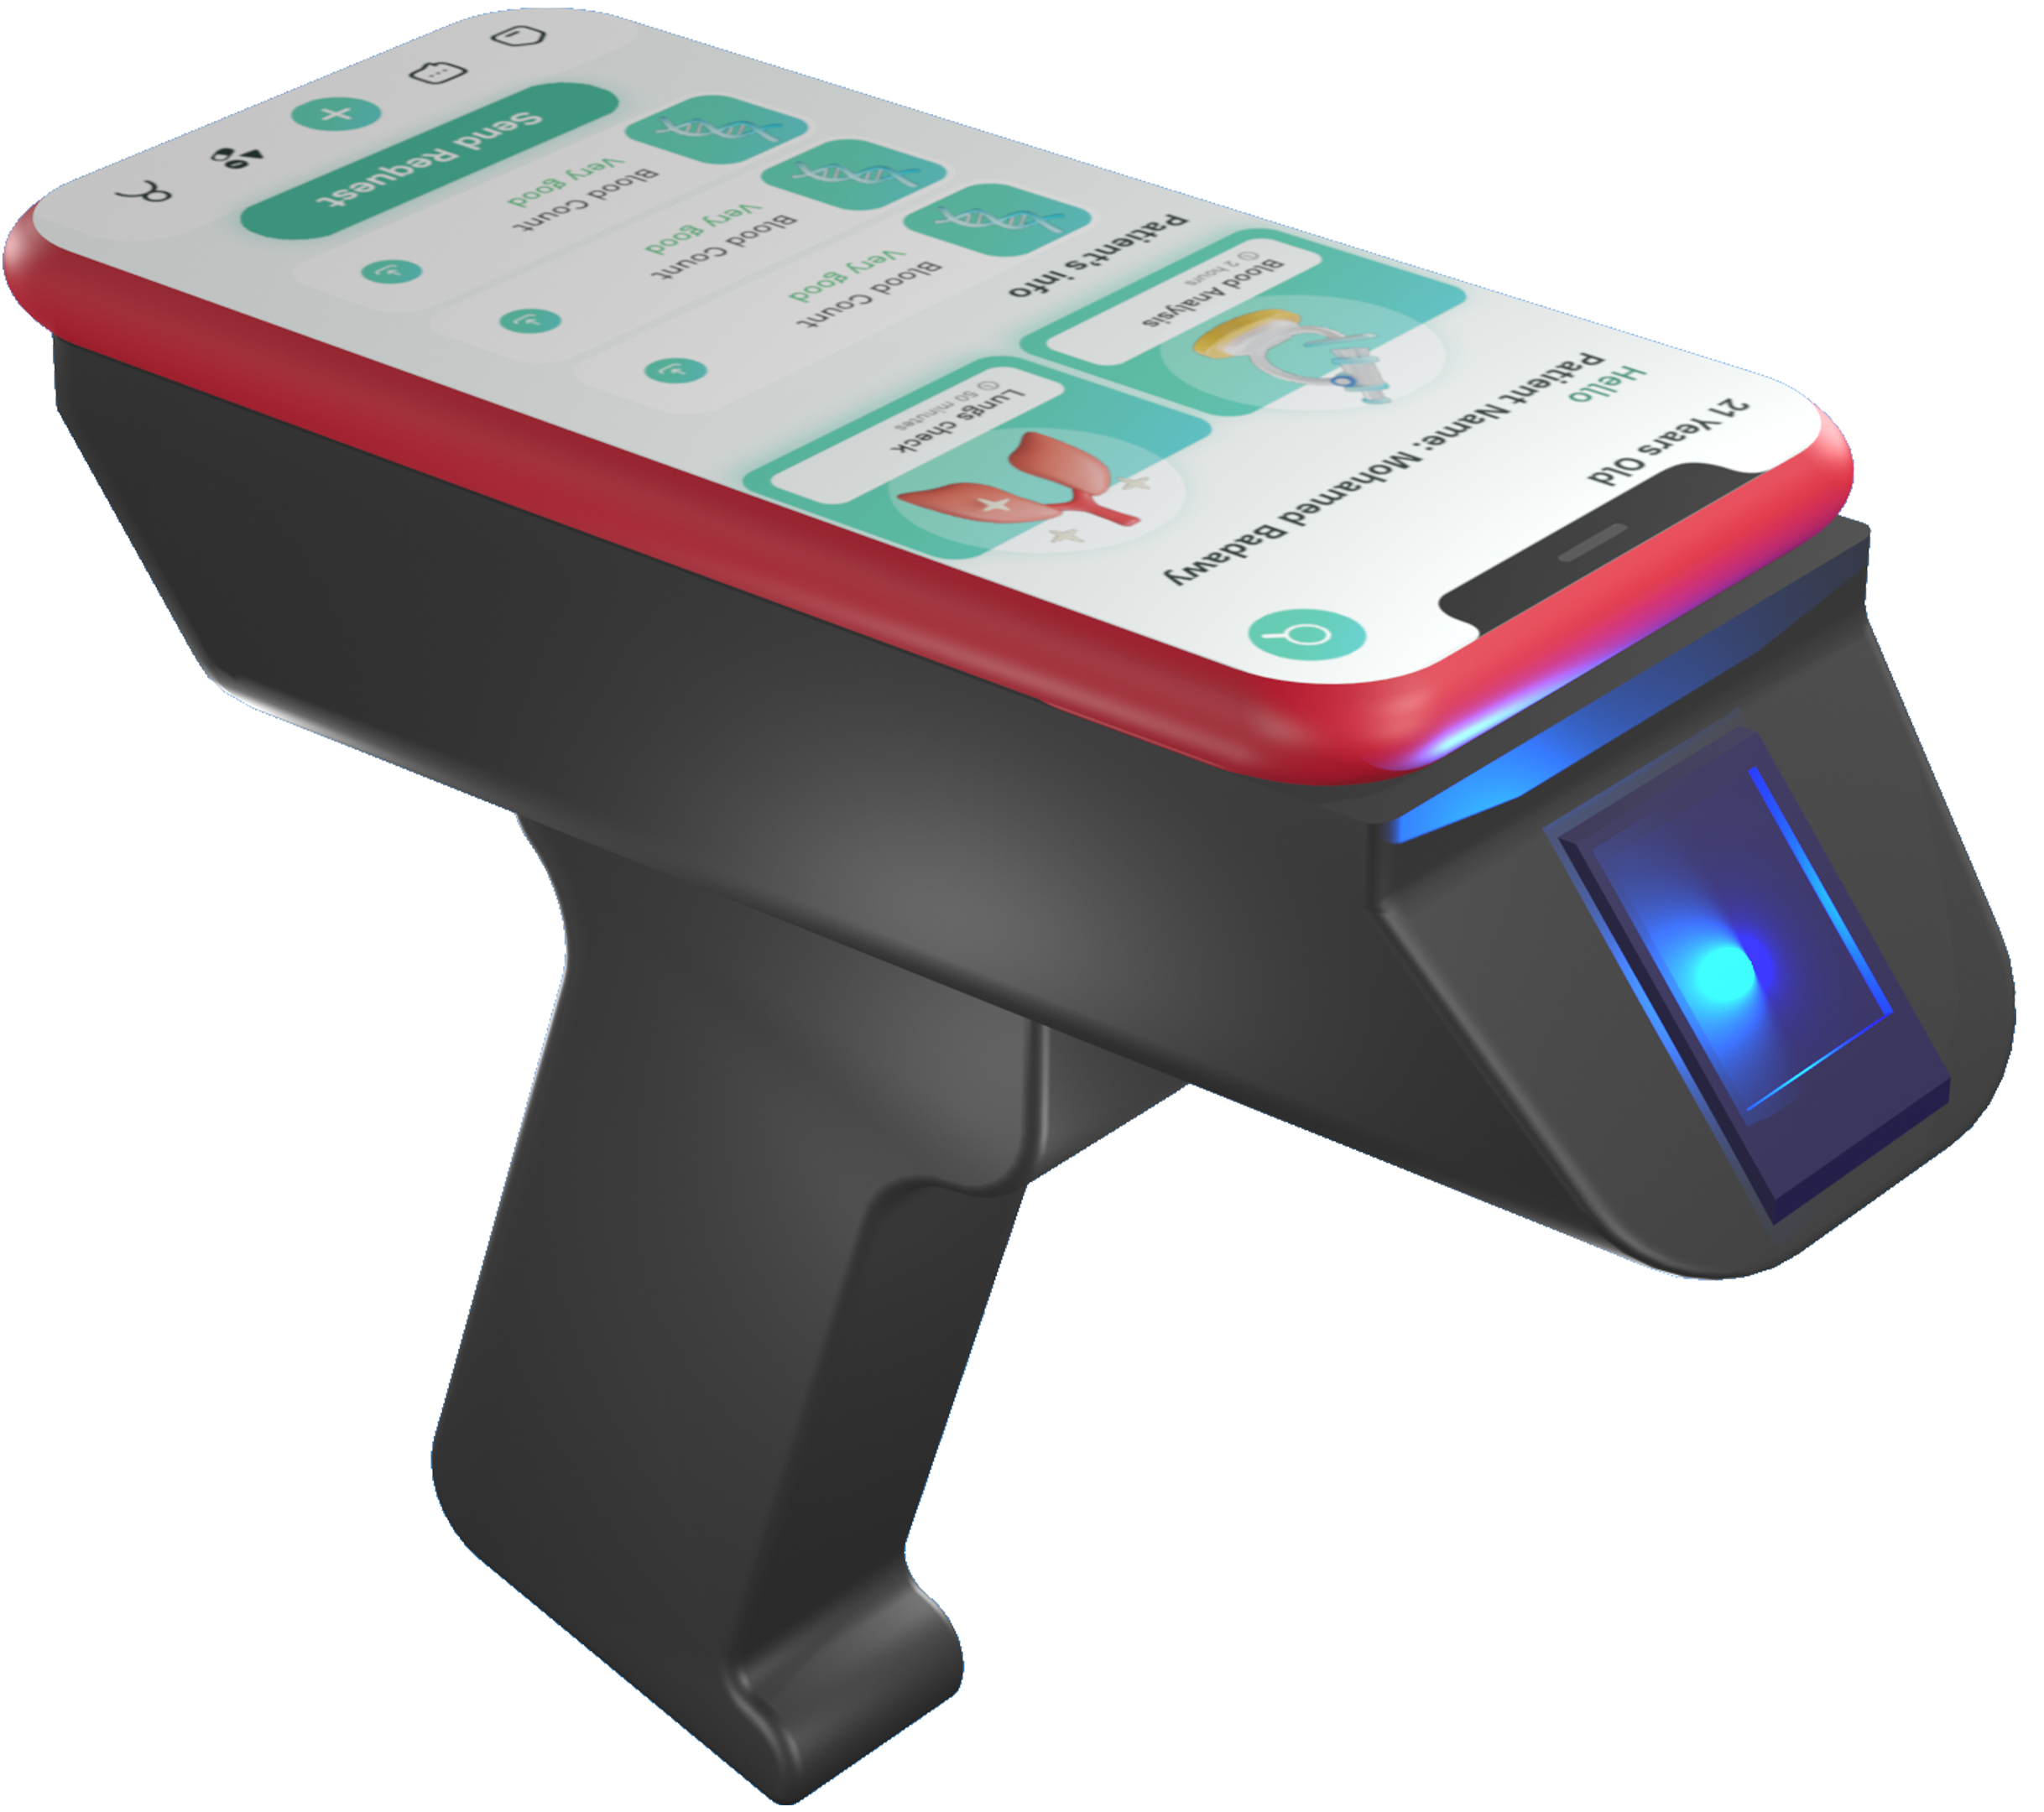 21 Years Old
Hello
Patient Name: Mohamed Badawy
Blood Analysis
2 hours
Lungs check
50 minutes
Patient's info
Blood Count
Very good
Blood Count
Very good
Blood Count
Very good
Send Request